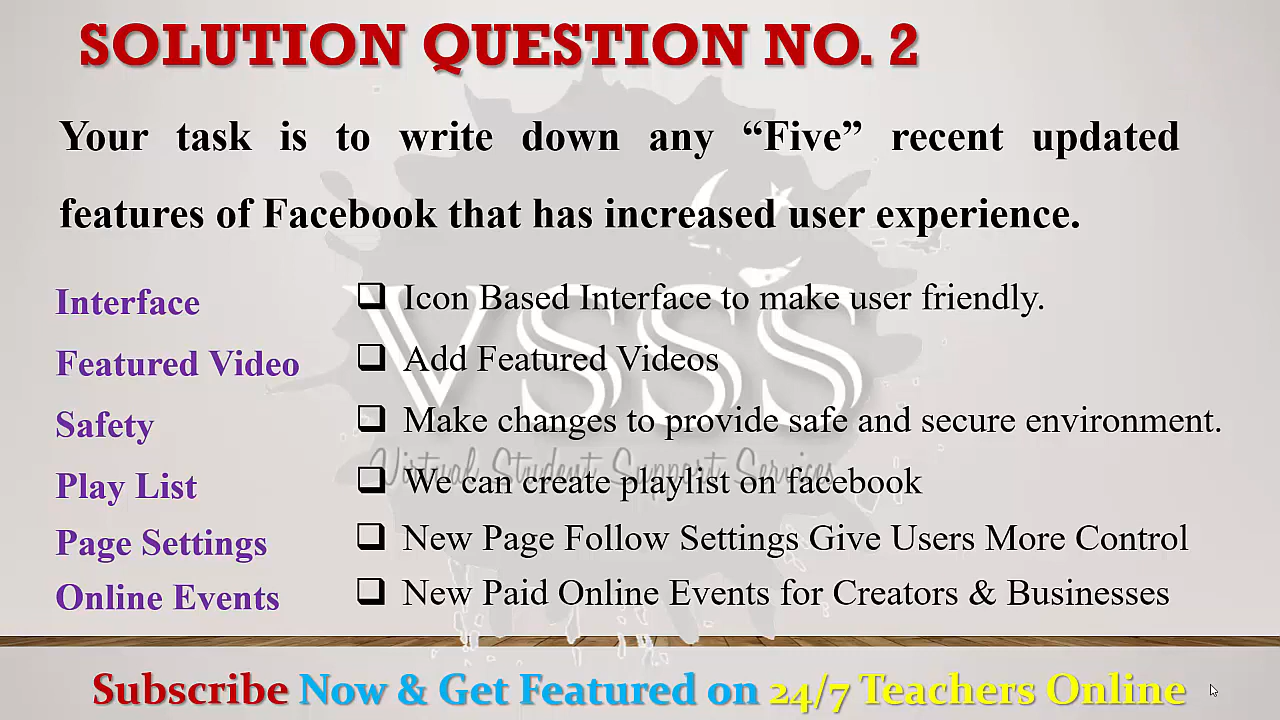 SOLUTION QUESTION NO. 2
Your task is to write down any “Five” recent updated
features of Facebook that has increased user experience.
Interface ❑ Icon Based Interface to make user friendly.
Featured Video ❑ Add Featured Videos
Safety ❑ Make changes to provide safe and secure environment.
Play List ❑ We can create playlist on facebook
Page Settings ❑ New Page Follow Settings Give Users More Control
Online Events ❑ New Paid Online Events for Creators & Businesses
VSSS
Virtual Student Support Services
Subscribe Now & Get Featured on 24/7 Teachers Online